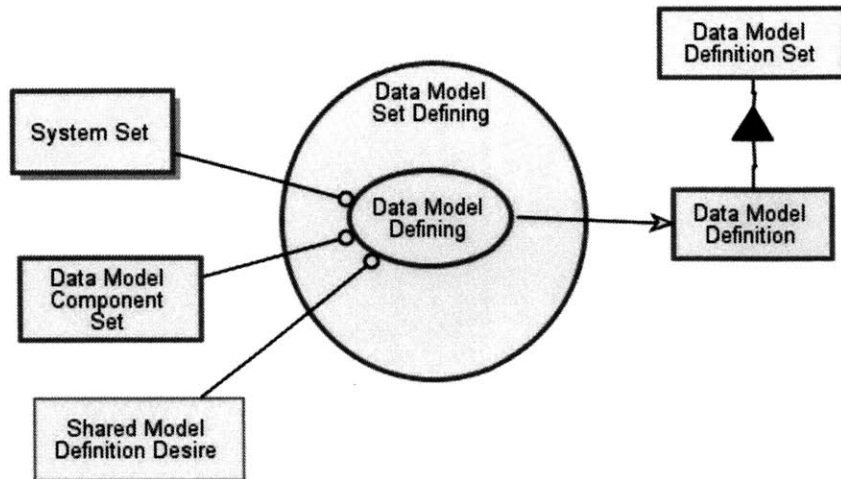 Data Model
Definition Set
Data Model
Set Defining
System Set
Data Model
Defining
Data Model
Definition
Data Model
Component
Set
Shared Model
Definition Desire